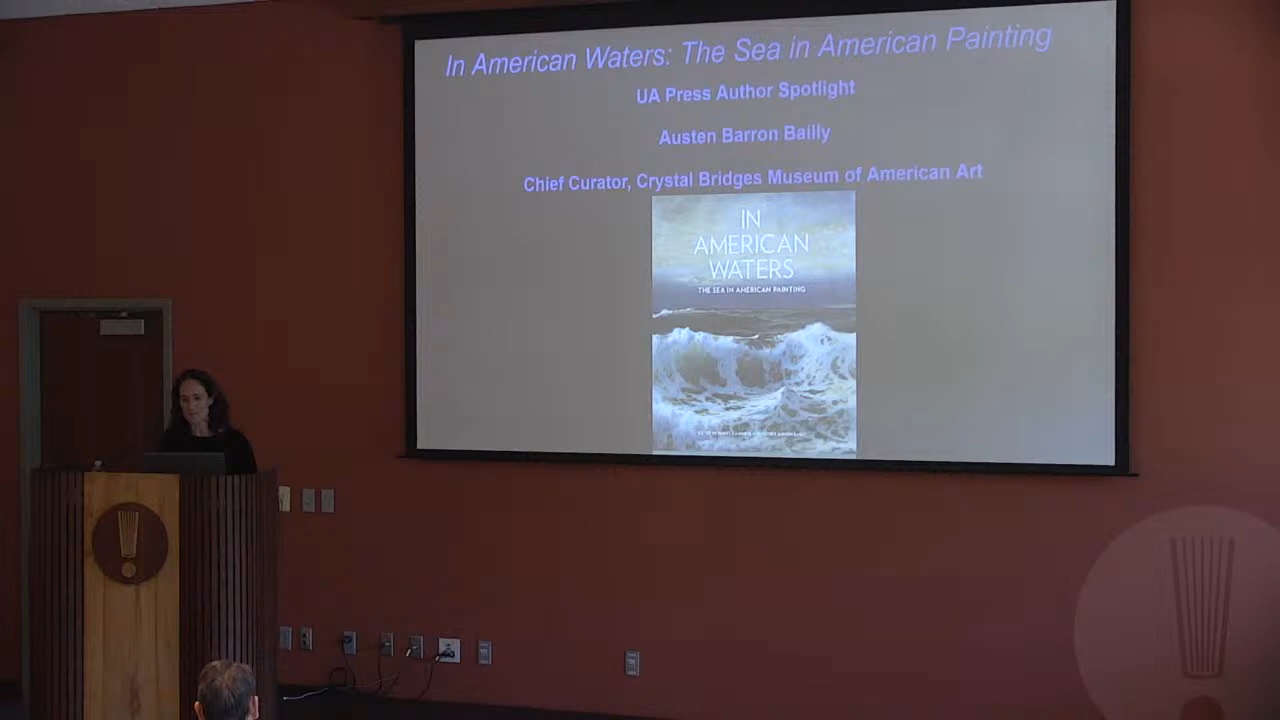 In American Waters: The Sea in American Painting
UA Press Author Spotlight
Austen Barron Bailly
Chief Curator, Crystal Bridges Museum of American Art
IN
AMERICAN
WATERS
THE SEA IN AMERICAN PAINTING